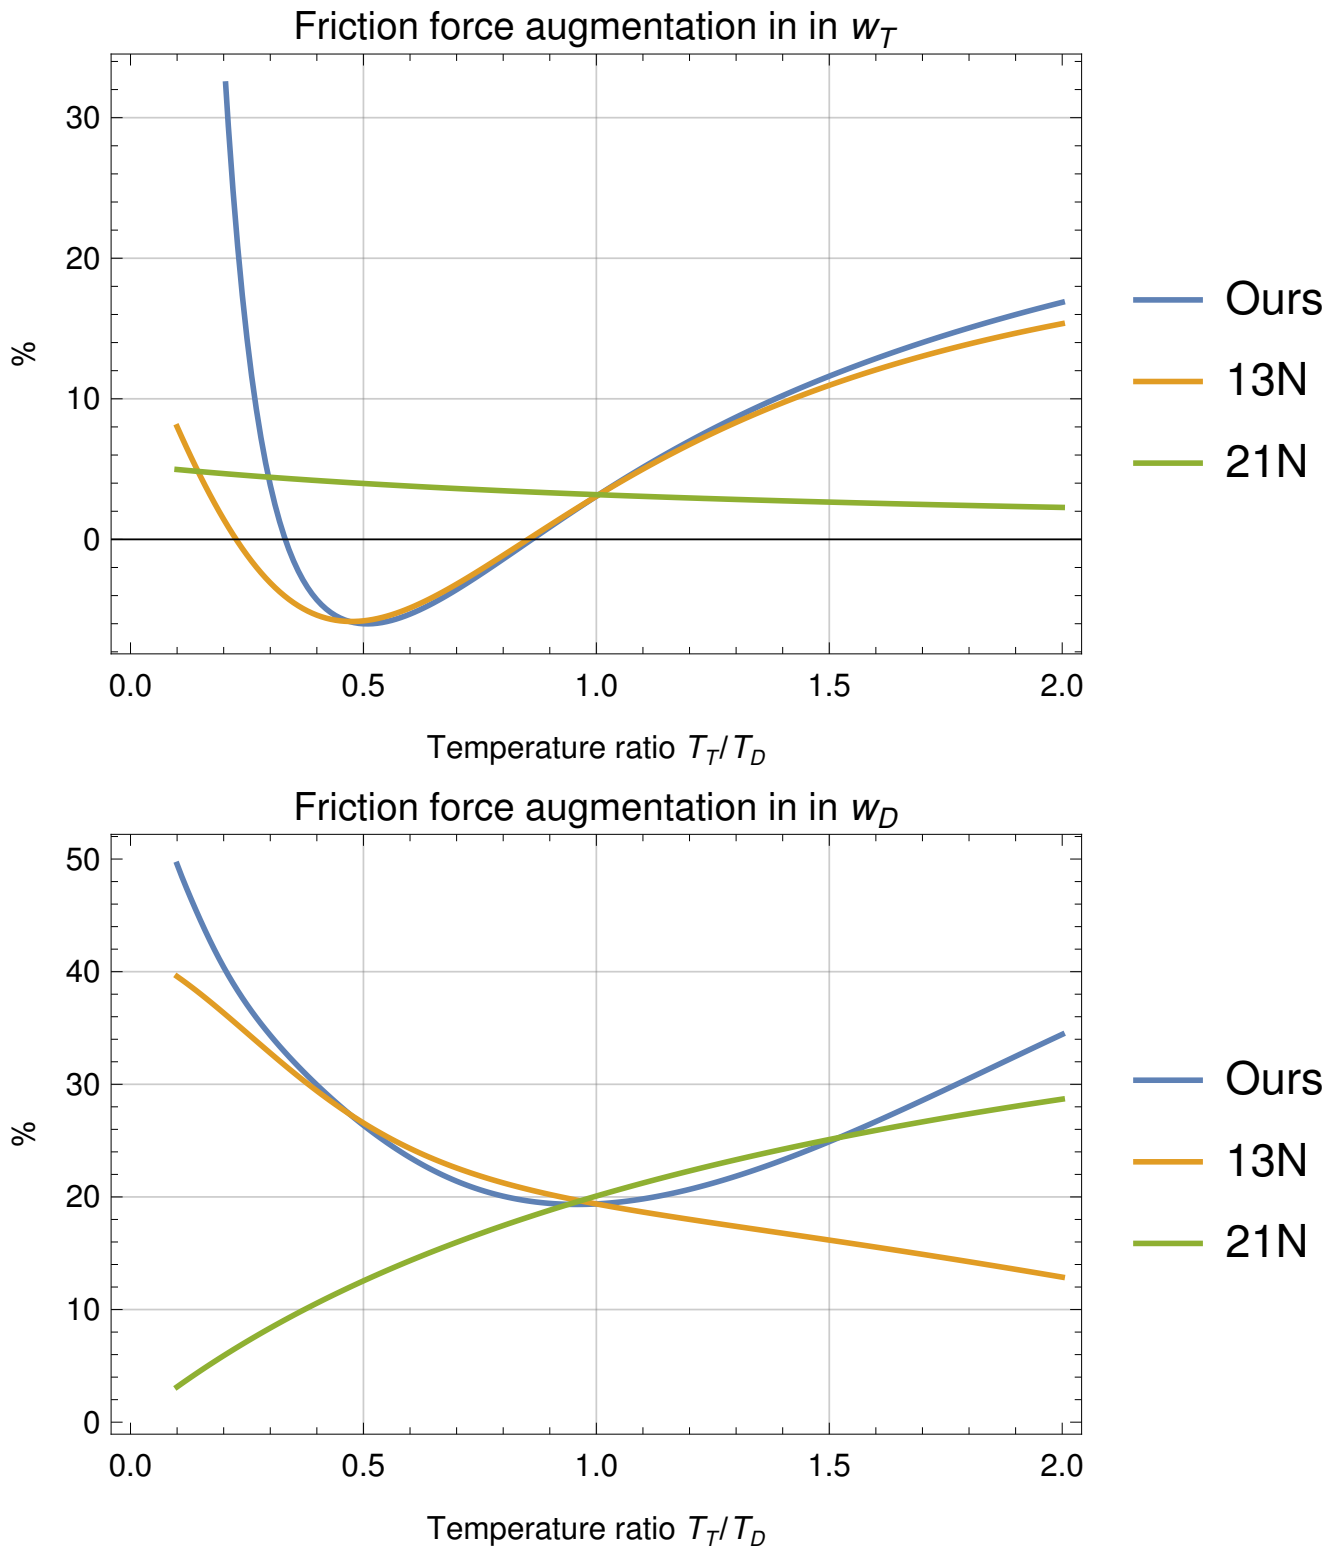 Friction force augmentation in in w_T
30
20
10
0
%
0.0 0.5 1.0 1.5 2.0
Temperature ratio T_T/T_D
Ours
13N
21N
Friction force augmentation in in w_D
50
40
30
20
10
0
%
0.0 0.5 1.0 1.5 2.0
Temperature ratio T_T/T_D
Ours
13N
21N